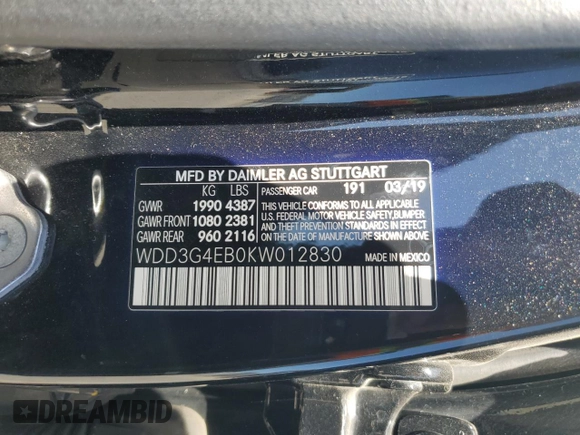 MFD BY DAIMLER AG STUTTGART
KG LBS PASSENGER CAR 191 03/19
GVWR 1990 4387
GAWR FRONT 1080 2381
GAWR REAR 960 2116
THIS VEHICLE CONFORMS TO ALL APPLICABLE
U.S. FEDERAL MOTOR VEHICLE SAFETY, BUMPER
AND THEFT PREVENTION STANDARDS IN EFFECT
ON THE DATE OF MANUFACTURE.
WDD3G4EB0KW012830 MADE IN MEXICO
DREAMBID